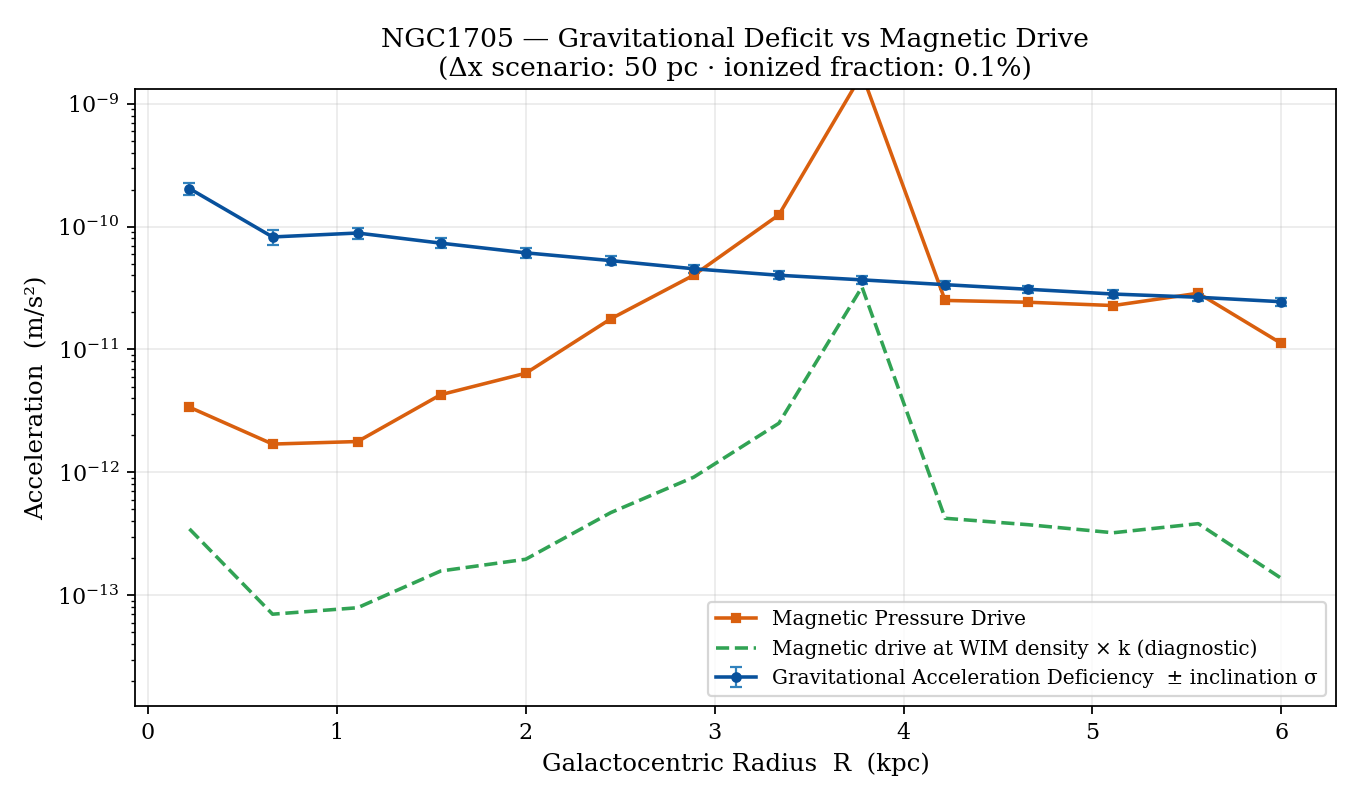 NGC1705 — Gravitational Deficit vs Magnetic Drive
(Δx scenario: 50 pc · ionized fraction: 0.1%)
Acceleration (m/s²)
10⁻⁹
10⁻¹⁰
10⁻¹¹
10⁻¹²
10⁻¹³
Magnetic Pressure Drive
Magnetic drive at WIM density × k (diagnostic)
Gravitational Acceleration Deficiency ± inclination σ
0 1 2 3 4 5 6
Galactocentric Radius R (kpc)